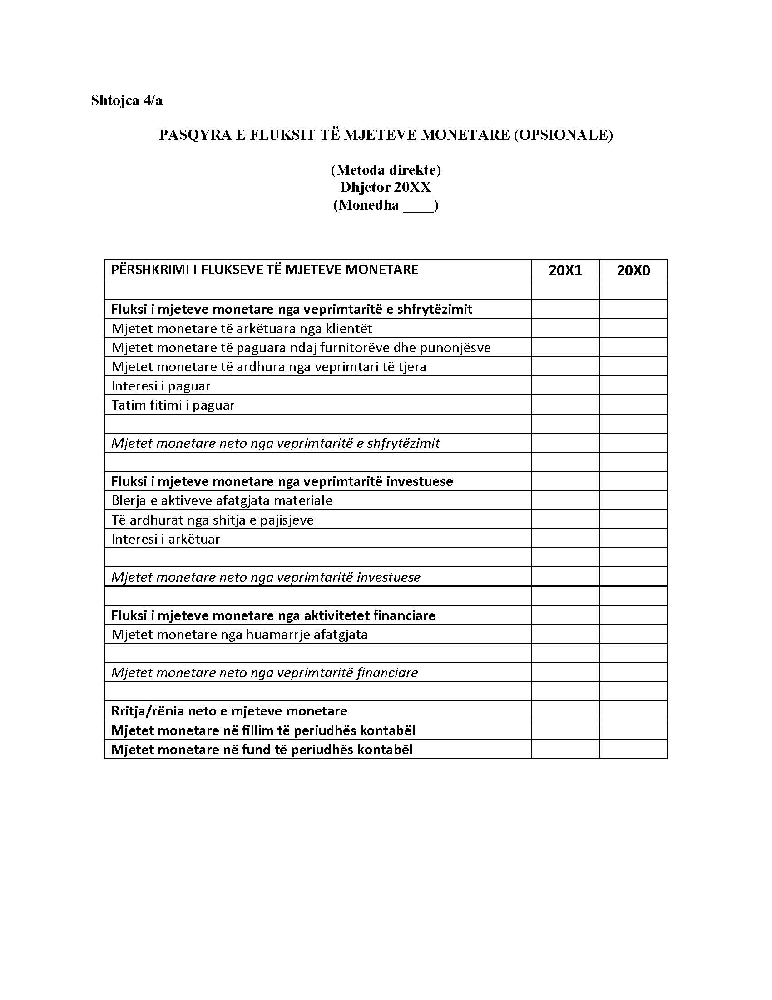 Shtojca 4/a
PASQYRA E FLUKSIT TË MJETEVE MONETARE (OPSIONALE)
(Metoda direkte)
Dhjetor 20XX
(Monedha ____)
PËRSHKRIMI I FLUKSEVE TË MJETEVE MONETARE 20X1 20X0
Fluksi i mjeteve monetare nga veprimtaritë e shfrytëzimit
Mjetet monetare të arkëtuara nga klientët
Mjetet monetare të paguara ndaj furnitorëve dhe punonjësve
Mjetet monetare të ardhura nga veprimtari të tjera
Interesi i paguar
Tatim fitimi i paguar
Mjetet monetare neto nga veprimtaritë e shfrytëzimit
Fluksi i mjeteve monetare nga veprimtaritë investuese
Blerja e aktiveve afatgjata materiale
Të ardhurat nga shitja e pajisjeve
Interesi i arkëtuar
Mjetet monetare neto nga veprimtaritë investuese
Fluksi i mjeteve monetare nga aktivitetet financiare
Mjetet monetare nga huamarrje afatgjata
Mjetet monetare neto nga veprimtaritë financiare
Rritja/rënia neto e mjeteve monetare
Mjetet monetare në fillim të periudhës kontabël
Mjetet monetare në fund të periudhës kontabël